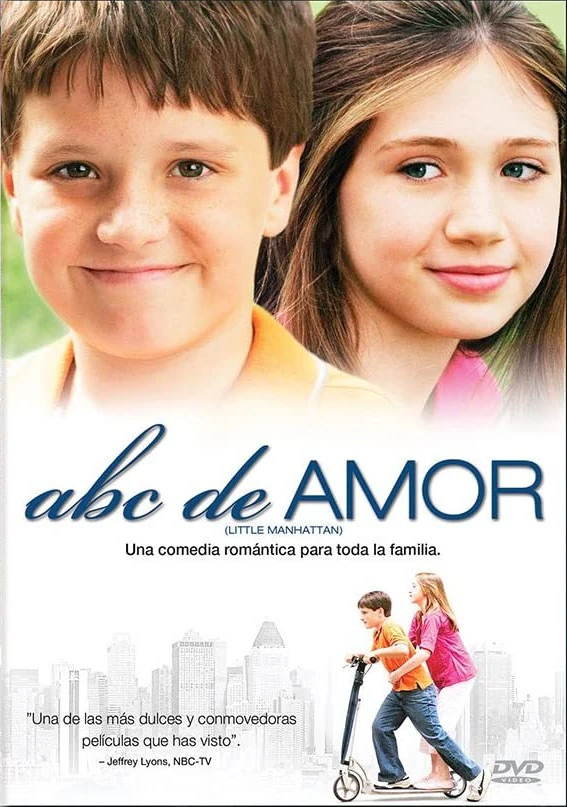 abc de AMOR
(LITTLE MANHATTAN)
Una comedia romántica para toda la familia.
"Una de las más dulces y conmovedoras
películas que has visto".
– Jeffrey Lyons, NBC-TV
DVD
VIDEO